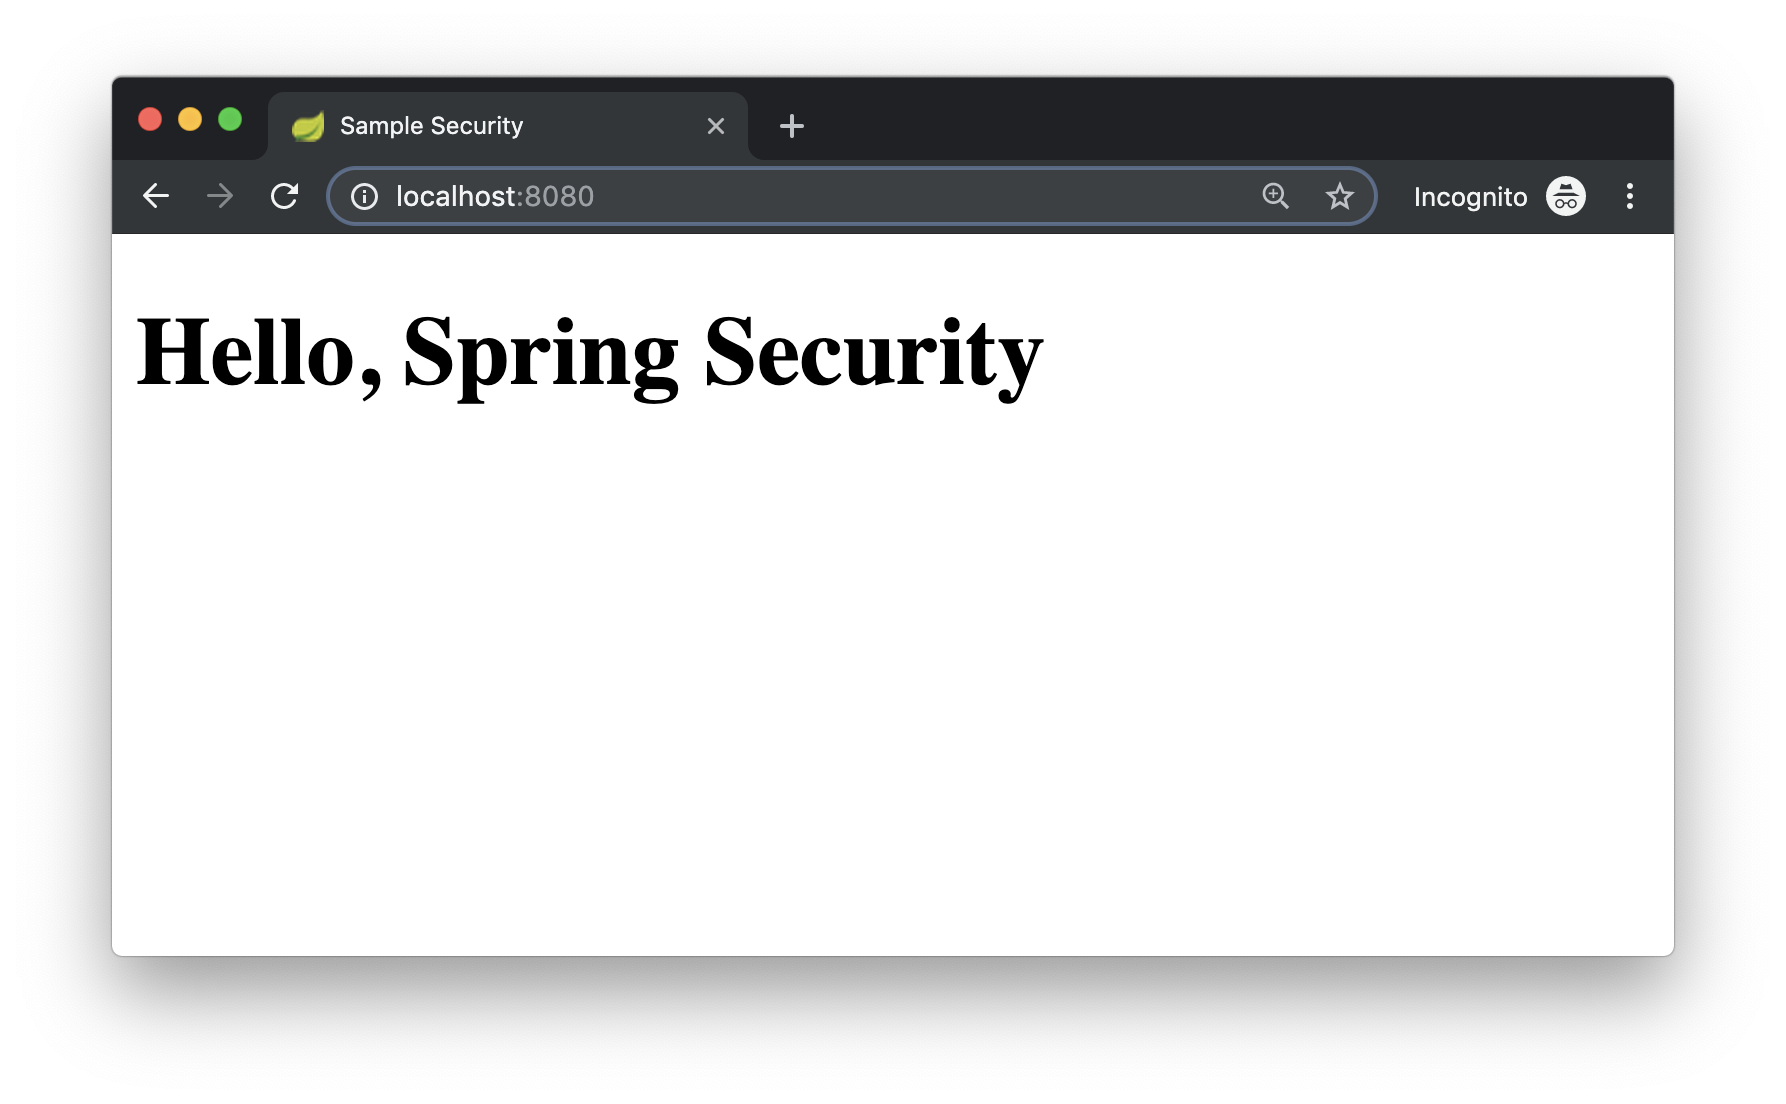 Sample Security
localhost:8080
Incognito
Hello, Spring Security